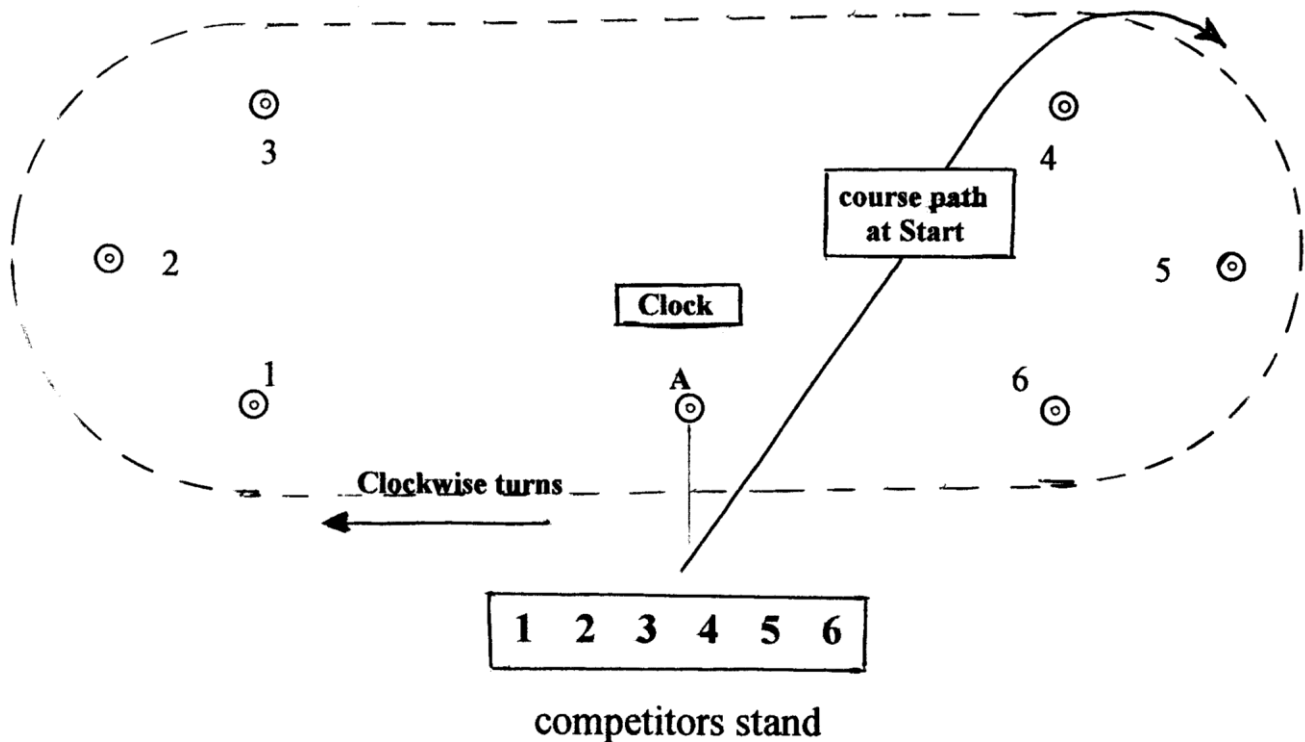 3
4
course path
at Start
2
5
Clock
1
A
6
Clockwise turns
1 2 3 4 5 6
competitors stand